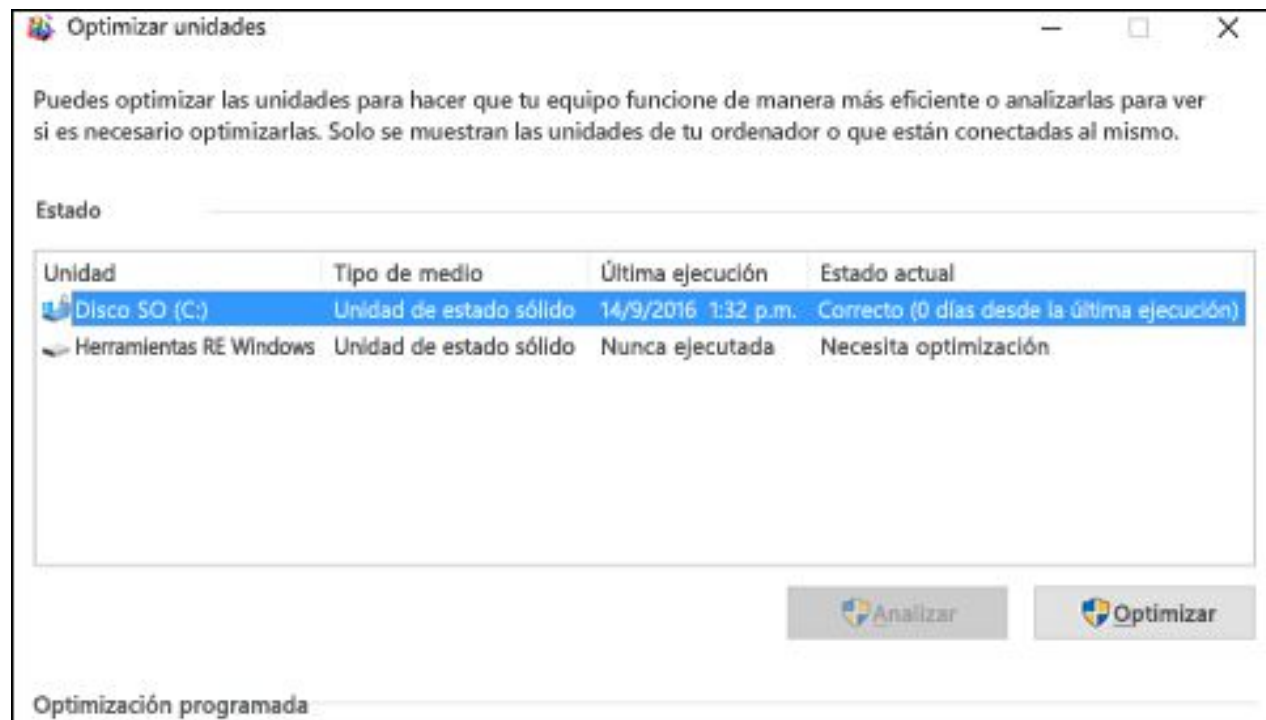 Optimizar unidades
Puedes optimizar las unidades para hacer que tu equipo funcione de manera más eficiente o analizarlas para ver
si es necesario optimizarlas. Solo se muestran las unidades de tu ordenador o que están conectadas al mismo.
Estado
Unidad Tipo de medio Última ejecución Estado actual
Disco SO (C:) Unidad de estado sólido 14/9/2016 1:32 p.m. Correcto (0 días desde la última ejecución)
Herramientas RE Windows Unidad de estado sólido Nunca ejecutada Necesita optimización
Analizar Optimizar
Optimización programada